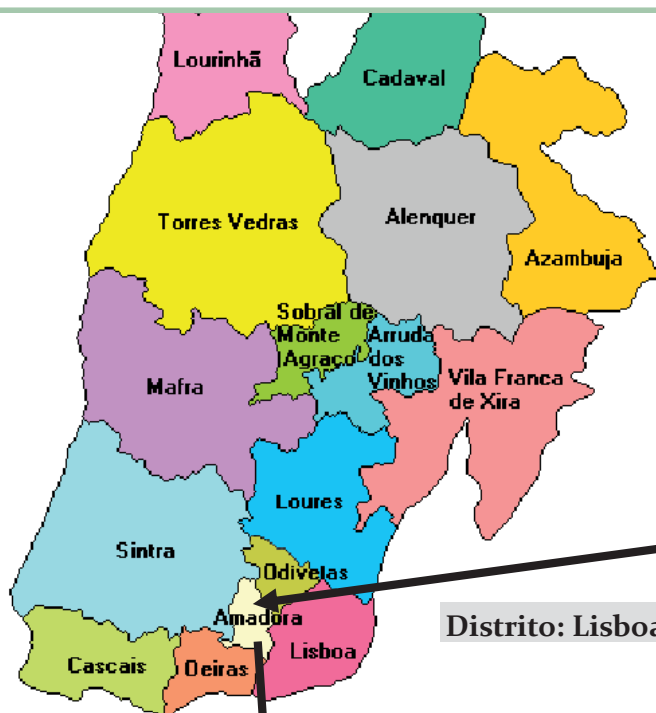 Lourinhã
Cadaval
Torres Vedras
Alenquer
Azambuja
Sobral de
Monte
Agraço
Arruda
dos
Vinhos
Mafra
Vila Franca
de Xira
Loures
Sintra
Odivelas
Amadora
Distrito: Lisboa
Lisboa
Cascais
Oeiras